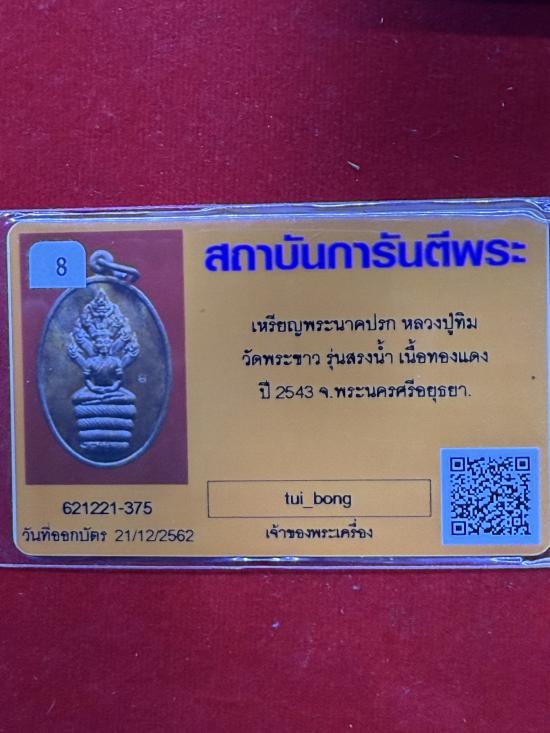 8
สถาบันการันตีพระ
เหรียญพระนาคปรก หลวงปู่ทิม
วัดพระขาว รุ่นสรงน้ำ เนื้อทองแดง
ปี 2543 จ.พระนครศรีอยุธยา.
621221-375
วันที่ออกบัตร 21/12/2562
tui_bong
เจ้าของพระเครื่อง